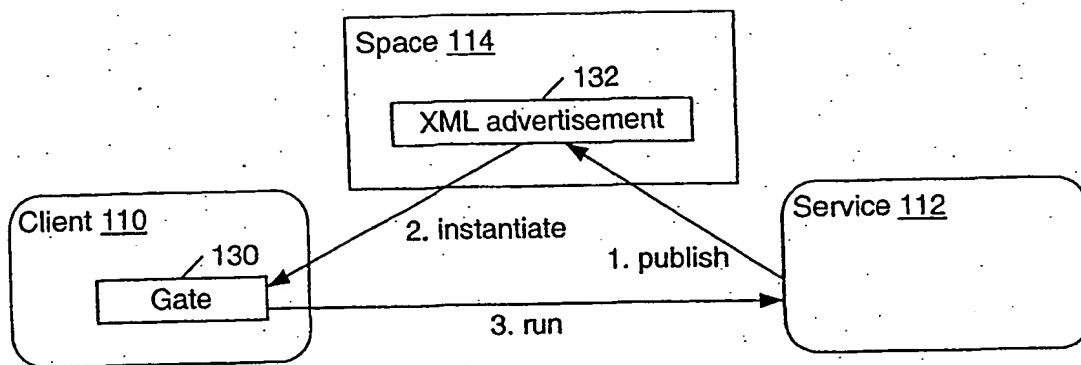 Space 114
132
XML advertisement
Client 110
2. instantiate
Service 112
1. publish
130
Gate
3. run